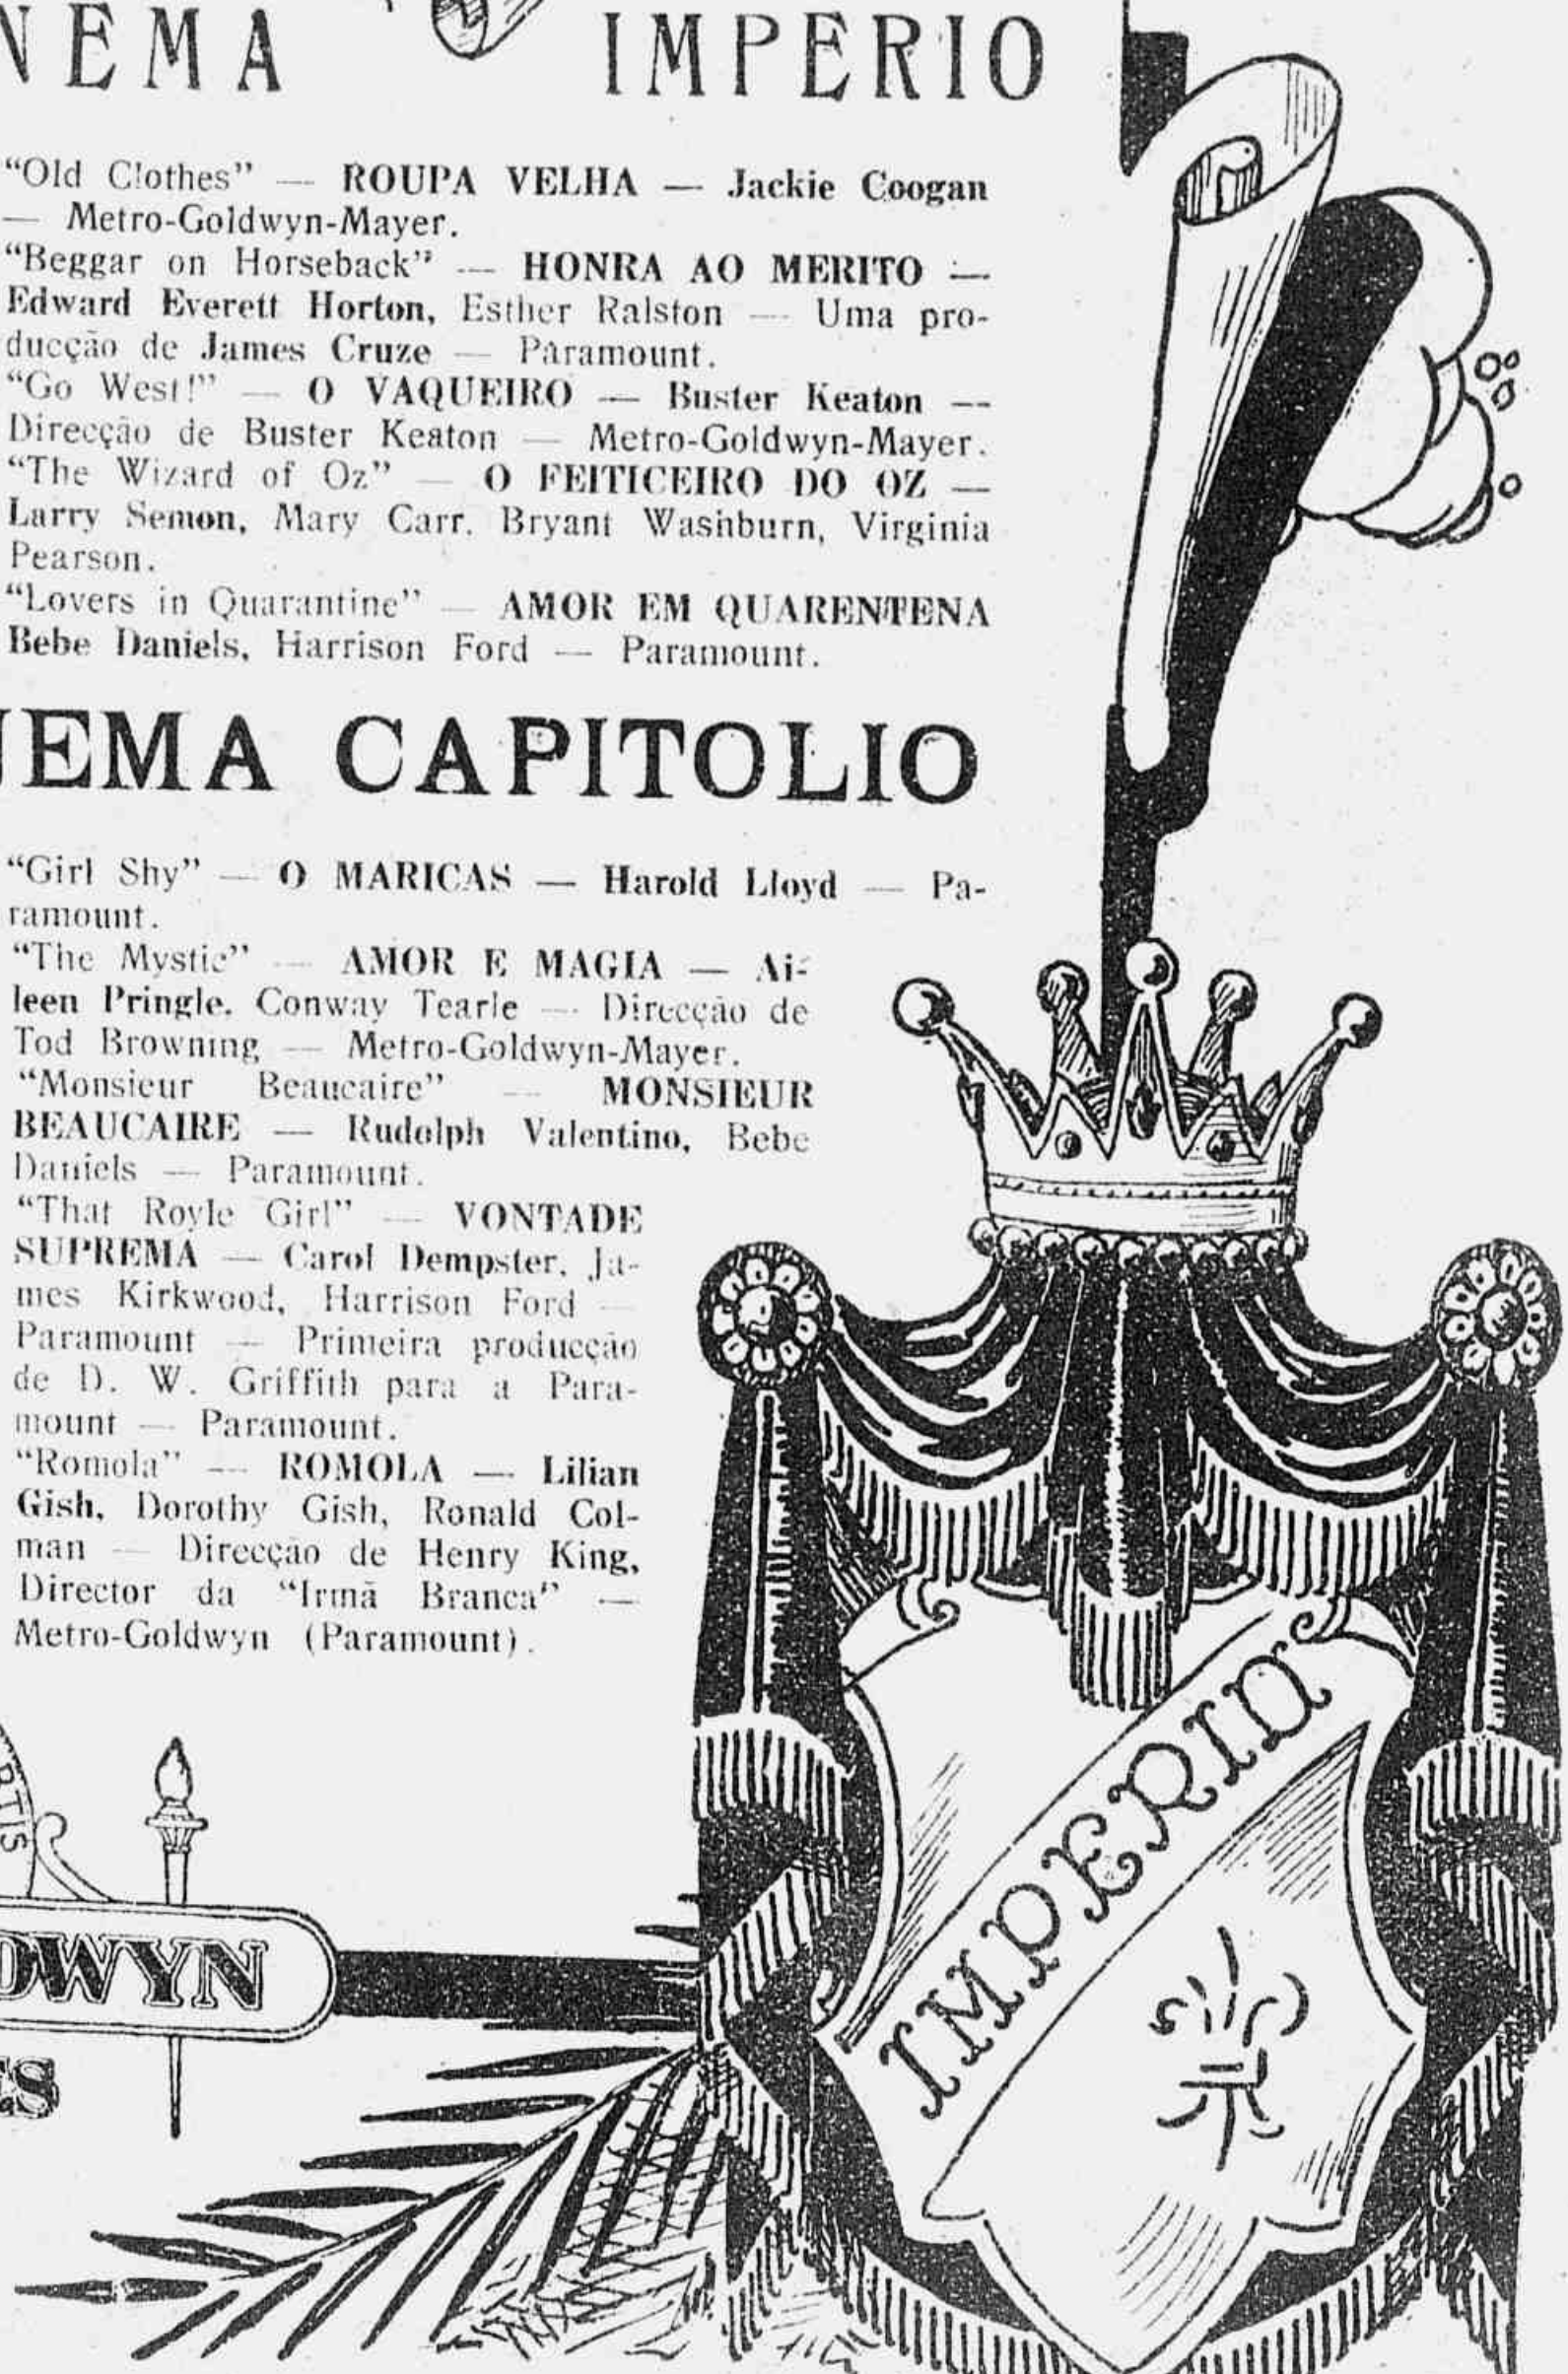 NEMA IMPERIO
“Old Clothes” — ROUPA VELHA — Jackie Coogan
— Metro-Goldwyn-Mayer.
“Beggar on Horseback” — HONRA AO MERITO —
Edward Everett Horton, Esther Ralston — Uma pro-
ducção de James Cruze — Paramount.
“Go West!” — O VAQUEIRO — Buster Keaton —
Direcção de Buster Keaton — Metro-Goldwyn-Mayer.
“The Wizard of Oz” — O FEITICEIRO DO OZ —
Larry Semon, Mary Carr. Bryant Washburn, Virginia
Pearson.
“Lovers in Quarantine” — AMOR EM QUARENTENA
Bebe Daniels, Harrison Ford — Paramount.
NEMA CAPITOLIO
“Girl Shy” — O MARICAS — Harold Lloyd — Pa-
ramount.
“The Mystic” — AMOR E MAGIA — Ai-
leen Pringle. Conway Tearle — Direcção de
Tod Browning — Metro-Goldwyn-Mayer.
“Monsieur Beaucaire” — MONSIEUR
BEAUCAIRE — Rudolph Valentino, Bebe
Daniels — Paramount.
“That Royle Girl” — VONTADE
SUPREMA — Carol Dempster, Ja-
mes Kirkwood, Harrison Ford —
Paramount — Primeira producção
de D. W. Griffith para a Para-
mount — Paramount.
“Romola” — ROMOLA — Lilian
Gish, Dorothy Gish, Ronald Col-
man — Direcção de Henry King,
Director da “Irmã Branca” —
Metro-Goldwyn (Paramount).
RTIS
DWYN
ES
IMPERIO